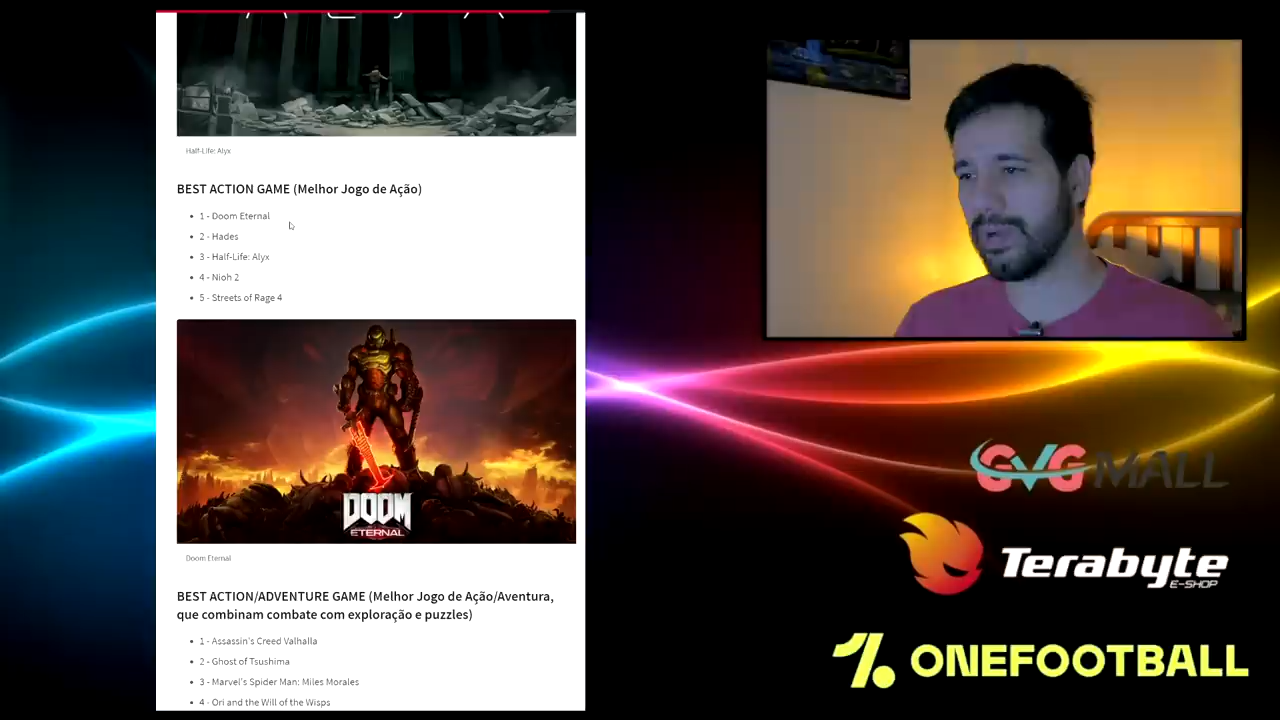 Half-Life: Alyx
BEST ACTION GAME (Melhor Jogo de Ação)
1 - Doom Eternal
2 - Hades
3 - Half-Life: Alyx
4 - Nioh 2
5 - Streets of Rage 4
DOOM
ETERNAL
Doom Eternal
BEST ACTION/ADVENTURE GAME (Melhor Jogo de Ação/Aventura,
que combinam combate com exploração e puzzles)
1 - Assassin's Creed Valhalla
2 - Ghost of Tsushima
3 - Marvel's Spider Man: Miles Morales
4 - Ori and the Will of the Wisps
GVGMALL
Terabyte
E-SHOP
ONEFOOTBALL